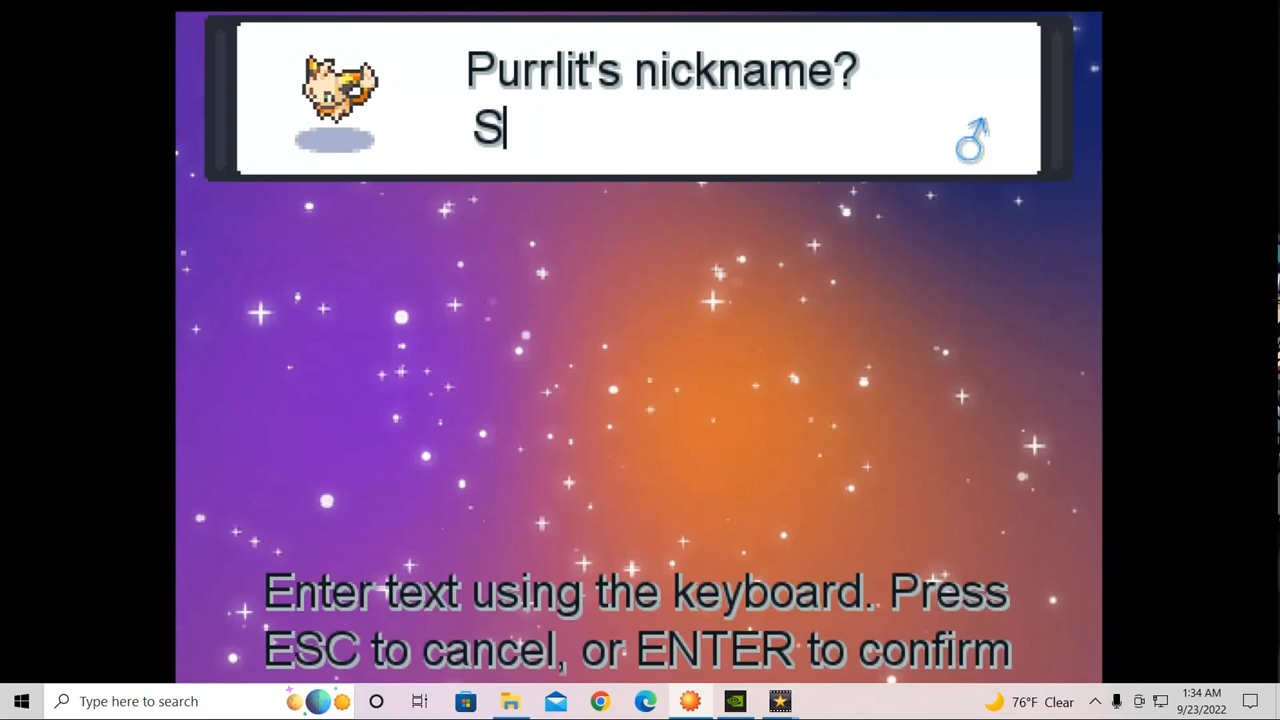 Purrlit's nickname?
S
Enter text using the keyboard. Press
ESC to cancel, or ENTER to confirm
Type here to search
76°F Clear
1:34 AM
9/23/2022